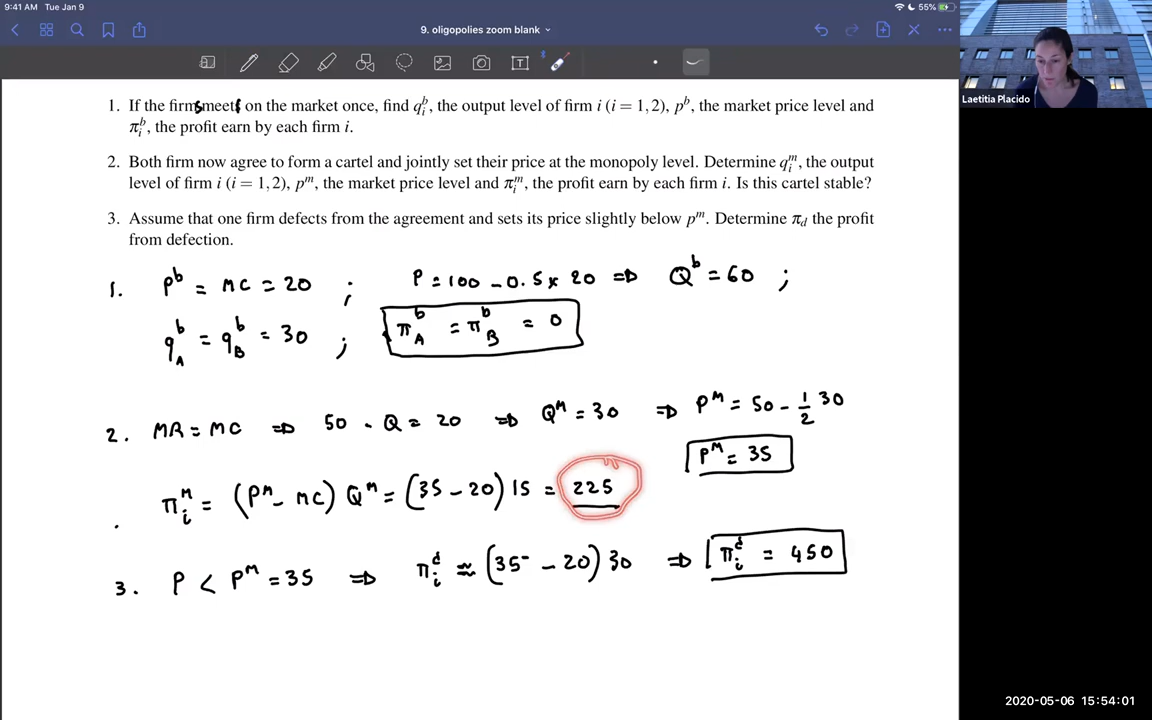 9:41 AM Tue Jan 9
55%
9. oligopolies zoom blank
1. If the firms meet on the market once, find q_i^b, the output level of firm i (i = 1,2), p^b, the market price level and
π_i^b, the profit earn by each firm i.
2. Both firm now agree to form a cartel and jointly set their price at the monopoly level. Determine q_i^m, the output
level of firm i (i = 1,2), p^m, the market price level and π_i^m, the profit earn by each firm i. Is this cartel stable?
3. Assume that one firm defects from the agreement and sets its price slightly below p^m. Determine π_d the profit
from defection.
1. P^b = MC = 20 ; P = 100 - 0.5 x 20 => Q^b = 60 ;
q_A^b = q_B^b = 30 ; π_A^b = π_B^b = 0
2. MR = MC => 50 - Q = 20 => Q^M = 30 => P^M = 50 - 1/2 30
P^M = 35
π_i^M = (P^M - MC) Q^M = (35 - 20) 15 = 225
3. P < P^M = 35 => π_i^d ≈ (35^- - 20) 30 => π_i^d = 450
Laetitia Placido
2020-05-06 15:54:01